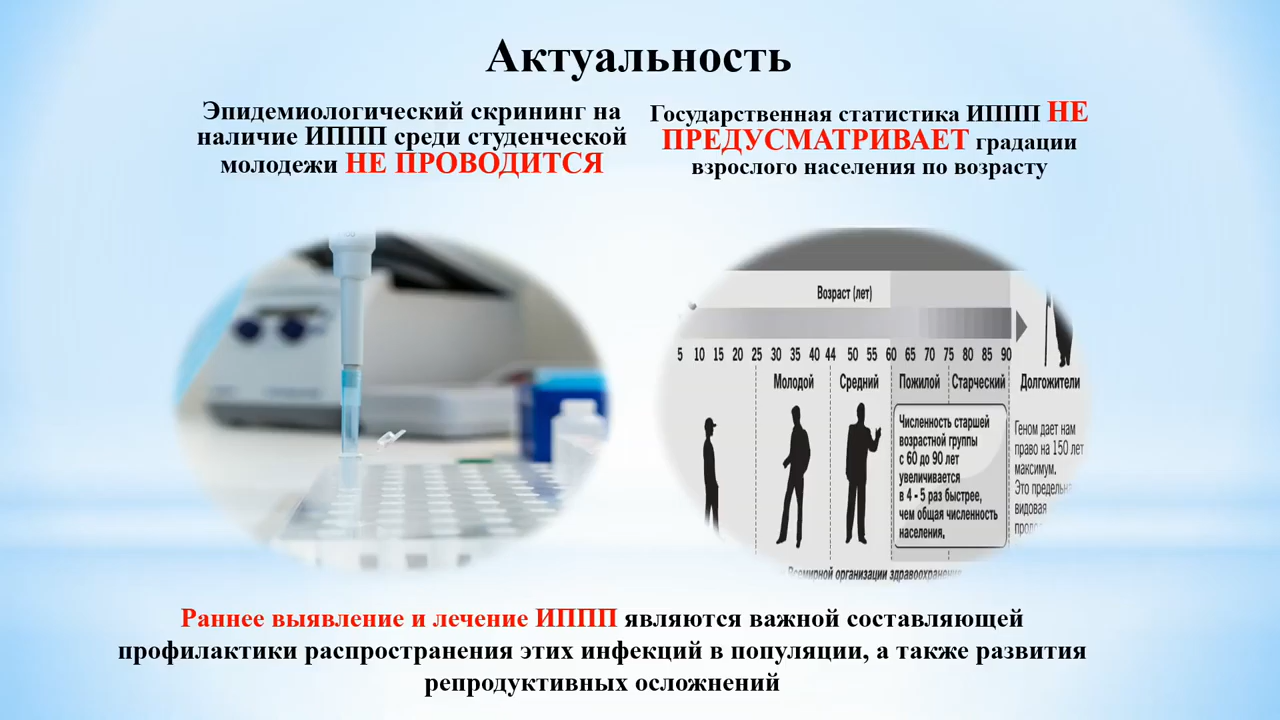 Актуальность
Эпидемиологический скрининг на
наличие ИППП среди студенческой
молодежи НЕ ПРОВОДИТСЯ
Государственная статистика ИППП НЕ
ПРЕДУСМАТРИВАЕТ градации
взрослого населения по возрасту
Возраст (лет)
5 10 15 20 25 30 35 40 44 50 55 60 65 70 75 80 85 90
Молодой Средний Пожилой Старческий Долгожители
Численность старшей
возрастной группы
с 60 до 90 лет
увеличивается
в 4 - 5 раз быстрее,
чем общая численность
населения.
Геном дает нам
право на 150 лет
максимум.
Это
видовая
Всемирной организации здравоохранения
Раннее выявление и лечение ИППП являются важной составляющей
профилактики распространения этих инфекций в популяции, а также развития
репродуктивных осложнений